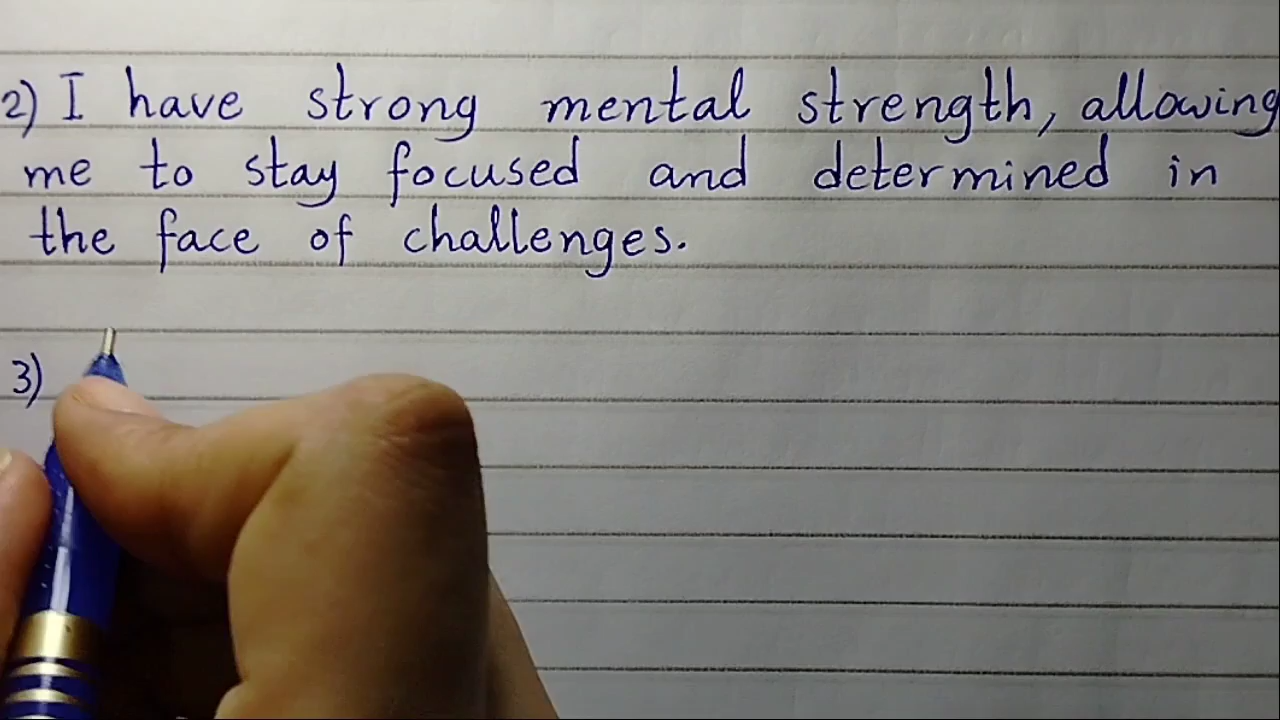 2) I have strong mental strength, allowing
me to stay focused and determined in
the face of challenges.
3)